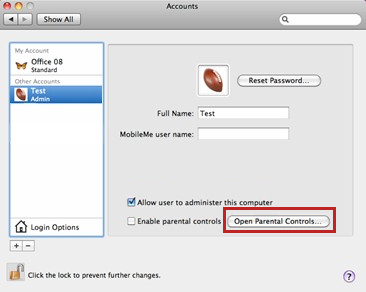 Accounts
Show All
My Account
Office 08
Standard
Other Accounts
Test
Admin
Login Options
Reset Password...
Full Name: Test
MobileMe user name:
Allow user to administer this computer
Enable parental controls Open Parental Controls...
Click the lock to prevent further changes.